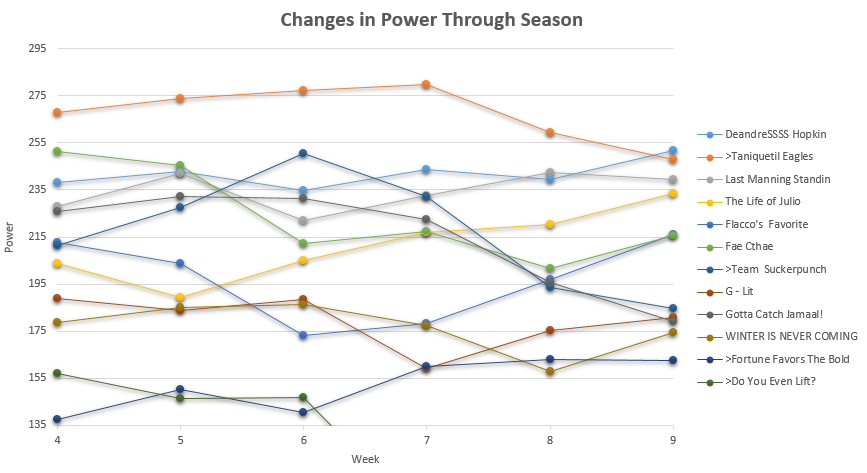 Changes in Power Through Season
295
275
255
235
215
195
175
155
135
Power
4 5 6 7 8 9
Week
DeandreSSSS Hopkin
>Taniquetil Eagles
Last Manning Standin
The Life of Julio
Flacco's  Favorite
Fae Cthae
>Team  Suckerpunch
G - Lit
Gotta Catch Jamaal!
WINTER IS NEVER COMING
>Fortune Favors The Bold
>Do You Even Lift?